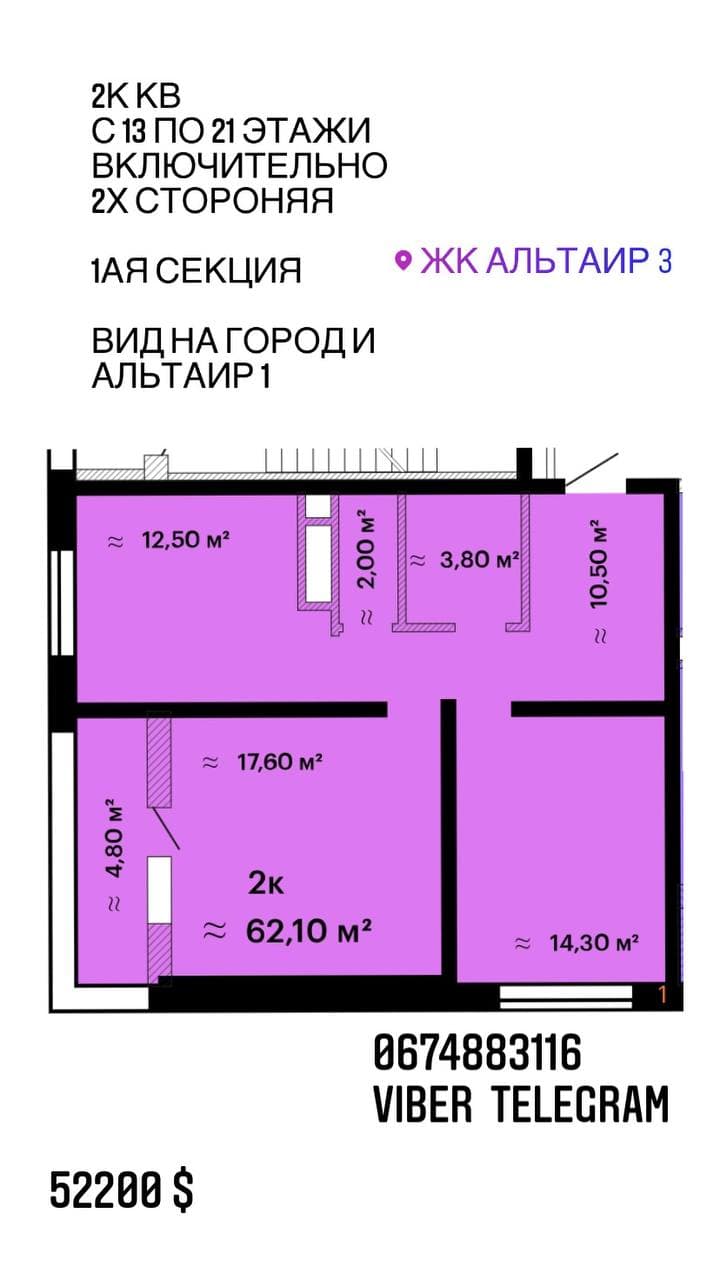 2К КВ
С 13 ПО 21 ЭТАЖИ
ВКЛЮЧИТЕЛЬНО
2Х СТОРОНЯЯ
1АЯ СЕКЦИЯ
ЖК АЛЬТАИР 3
ВИД НА ГОРОД И
АЛЬТАИР 1
≈ 12,50 м²
≈ 2,00 м²
≈ 3,80 м²
≈ 10,50 м²
≈ 17,60 м²
≈ 4,80 м²
2к
≈ 62,10 м²
≈ 14,30 м²
1
0674883116
VIBER TELEGRAM
52200 $